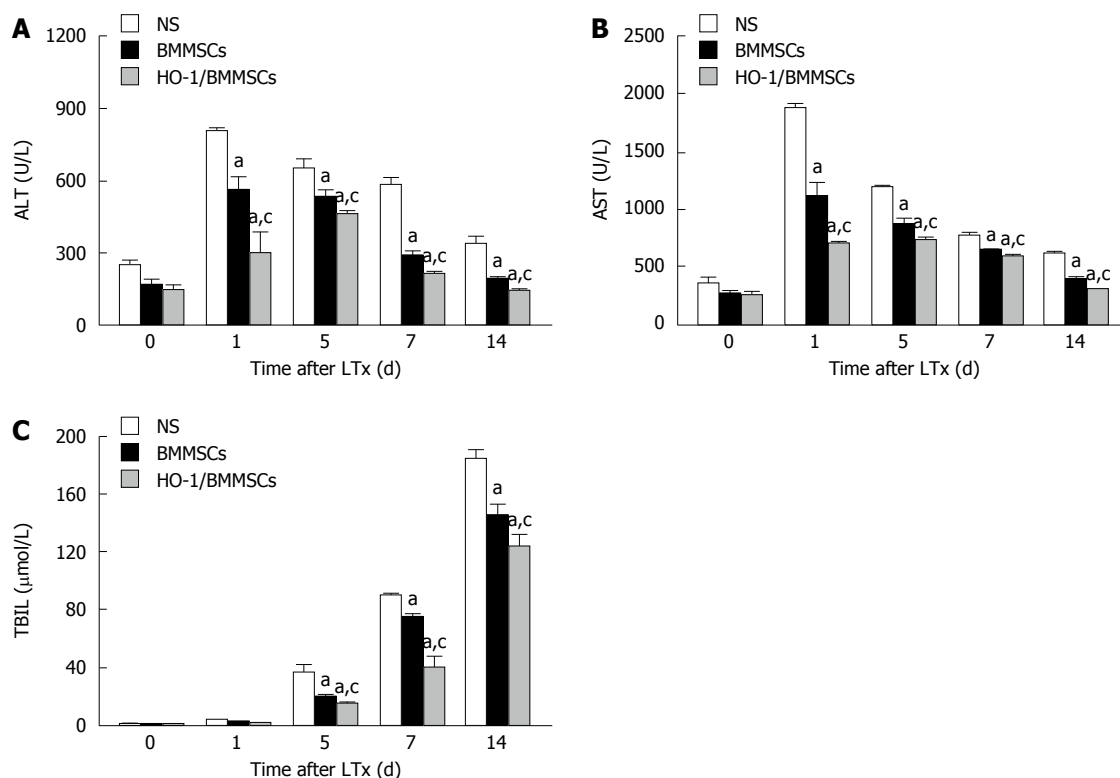 A
NS
BMMSCs
HO-1/BMMSCs
1200
900
600
300
0
ALT (U/L)
a
a,c
a
a,c
a
a,c
a
a,c
0 1 5 7 14
Time after LTx (d)
B
NS
BMMSCs
HO-1/BMMSCs
2500
2000
1500
1000
500
0
AST (U/L)
a
a,c
a
a,c
a
a,c
a
a,c
0 1 5 7 14
Time after LTx (d)
C
NS
BMMSCs
HO-1/BMMSCs
200
160
120
80
40
0
TBIL (μmol/L)
a
a,c
a
a,c
a
a,c
0 1 5 7 14
Time after LTx (d)